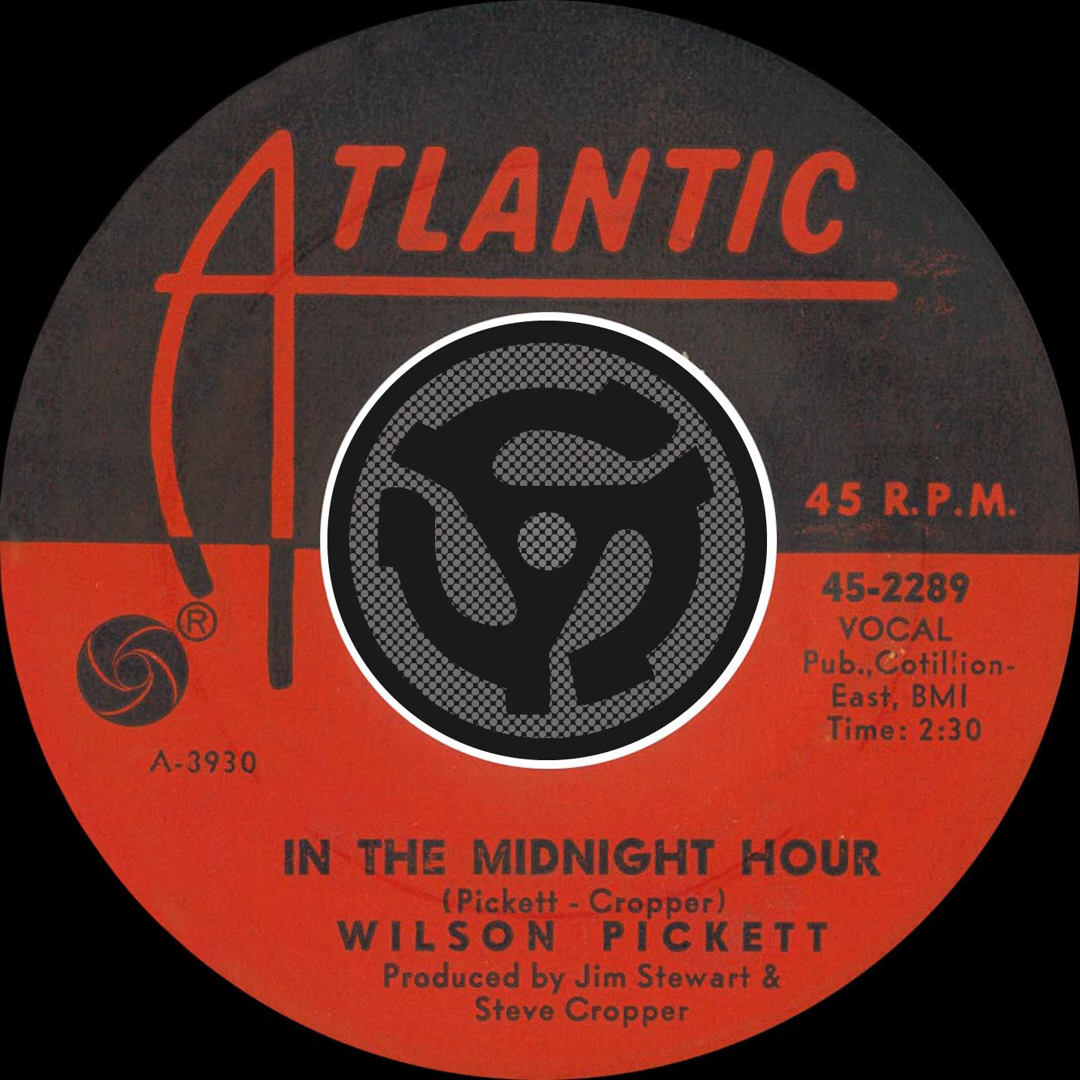 ATLANTIC
45 R.P.M.
45-2289
VOCAL
Pub.,Cotillion-
East, BMI
Time: 2:30
®
A-3930
IN THE MIDNIGHT HOUR
(Pickett - Cropper)
WILSON PICKETT
Produced by Jim Stewart &
Steve Cropper